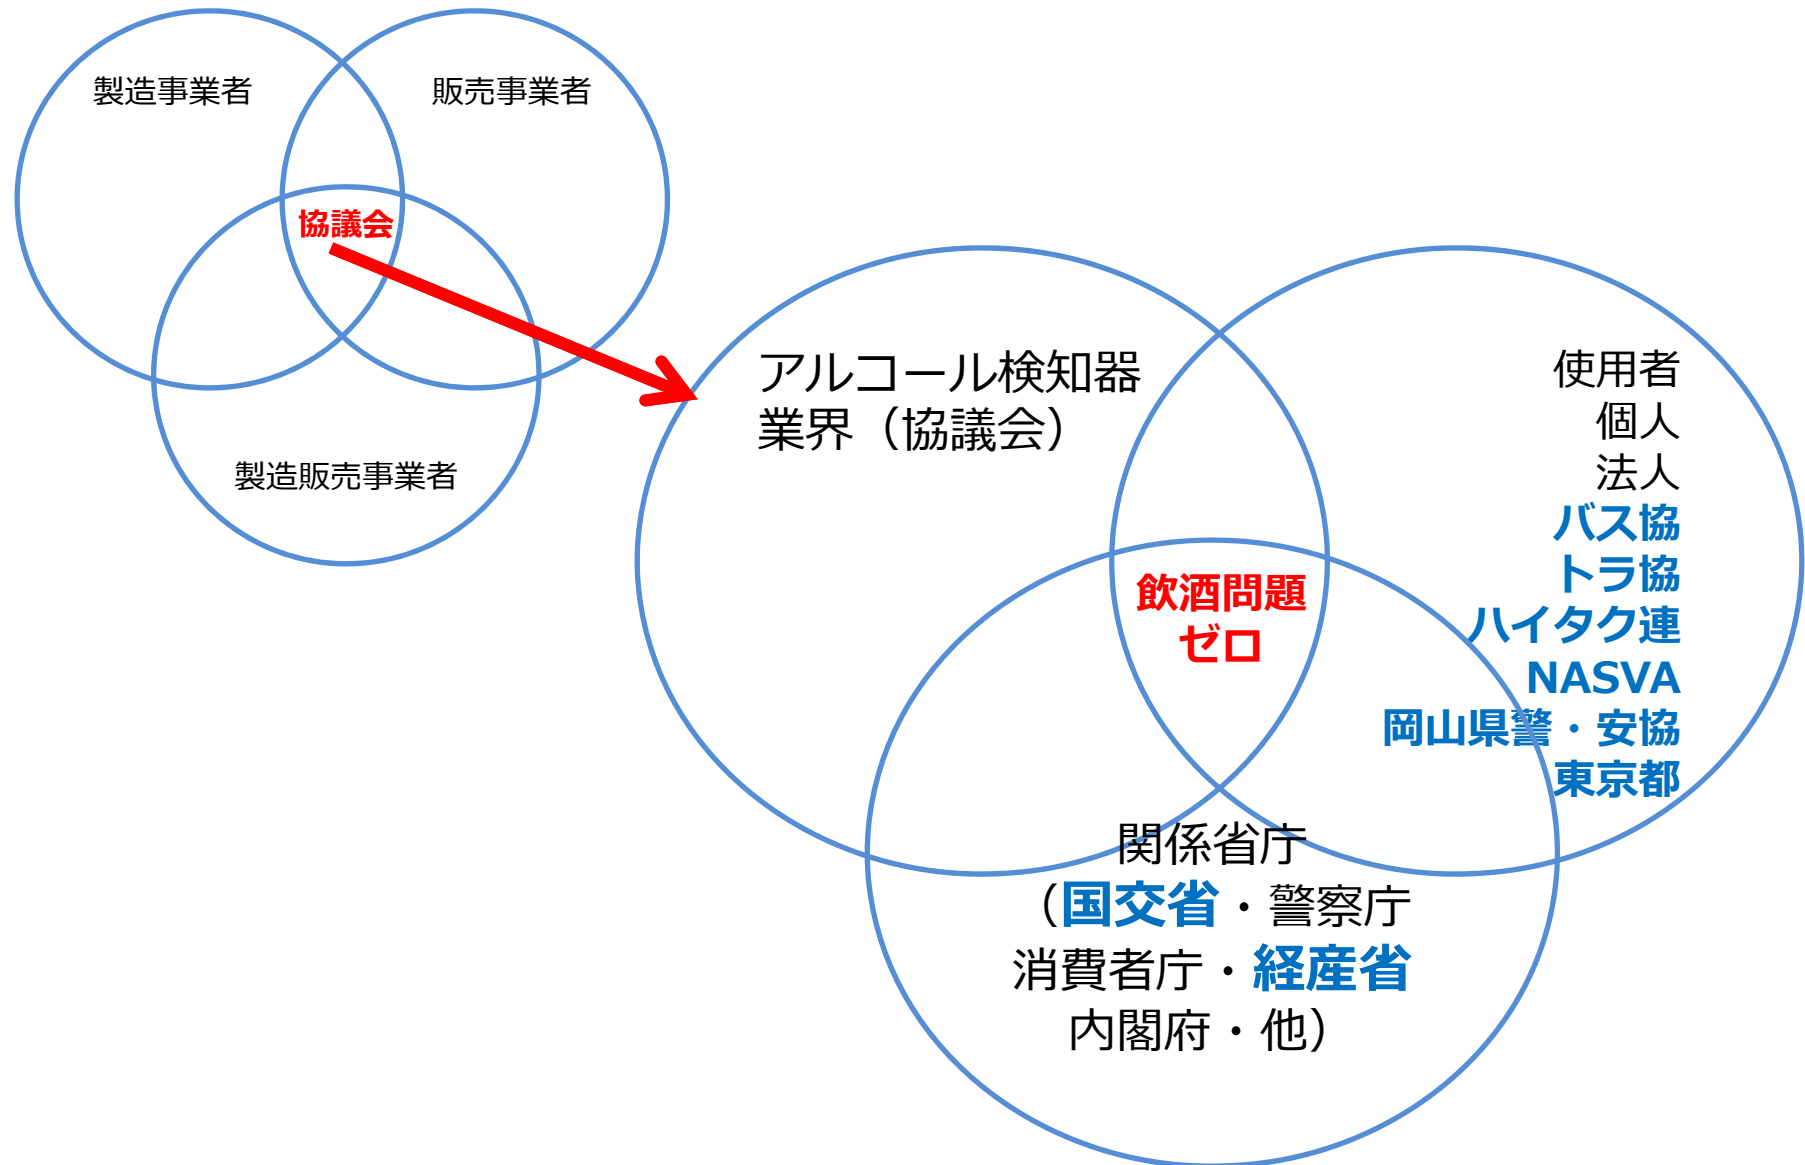 製造事業者
販売事業者
協議会
製造販売事業者
アルコール検知器
業界（協議会）
使用者
個人
法人
バス協
トラ協
ハイタク連
NASVA
岡山県警・安協
東京都
飲酒問題
ゼロ
関係省庁
（国交省・警察庁
消費者庁・経産省
内閣府・他）